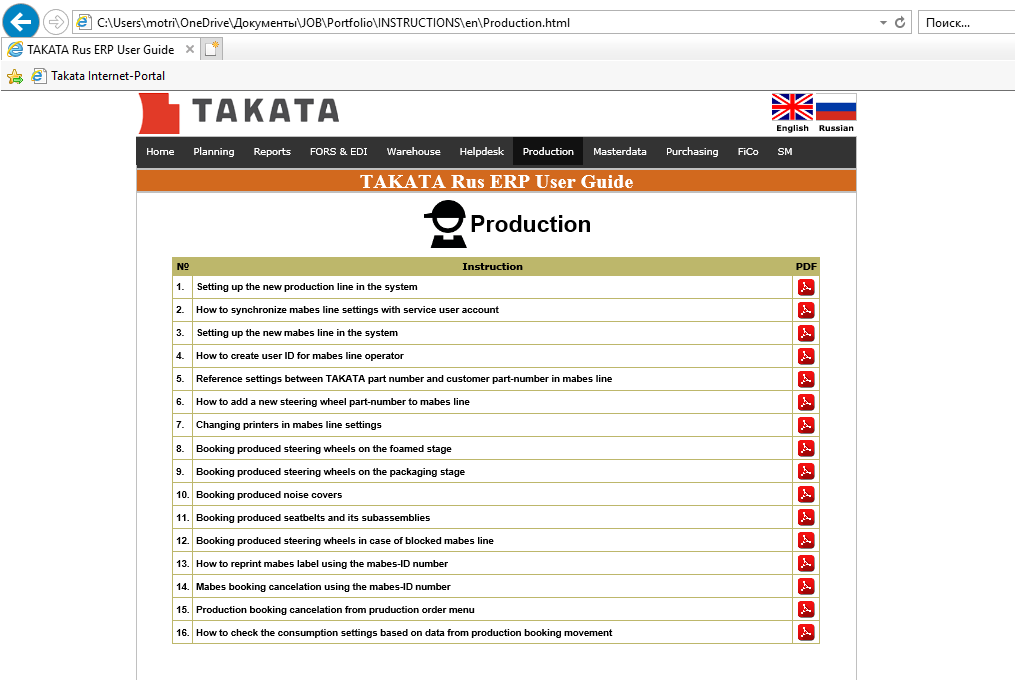 C:\Users\motri\OneDrive\Документы\JOB\Portfolio\INSTRUCTIONS\en\Production.html
Поиск...
TAKATA Rus ERP User Guide
Takata Internet-Portal
TAKATA
English Russian
Home Planning Reports FORS & EDI Warehouse Helpdesk Production Masterdata Purchasing FiCo SM
TAKATA Rus ERP User Guide
Production
№ Instruction PDF
1. Setting up the new production line in the system
2. How to synchronize mabes line settings with service user account
3. Setting up the new mabes line in the system
4. How to create user ID for mabes line operator
5. Reference settings between TAKATA part number and customer part-number in mabes line
6. How to add a new steering wheel part-number to mabes line
7. Changing printers in mabes line settings
8. Booking produced steering wheels on the foamed stage
9. Booking produced steering wheels on the packaging stage
10. Booking produced noise covers
11. Booking produced seatbelts and its subassemblies
12. Booking produced steering wheels in case of blocked mabes line
13. How to reprint mabes label using the mabes-ID number
14. Mabes booking cancelation using the mabes-ID number
15. Production booking cancelation from pruduction order menu
16. How to check the consumption settings based on data from production booking movement